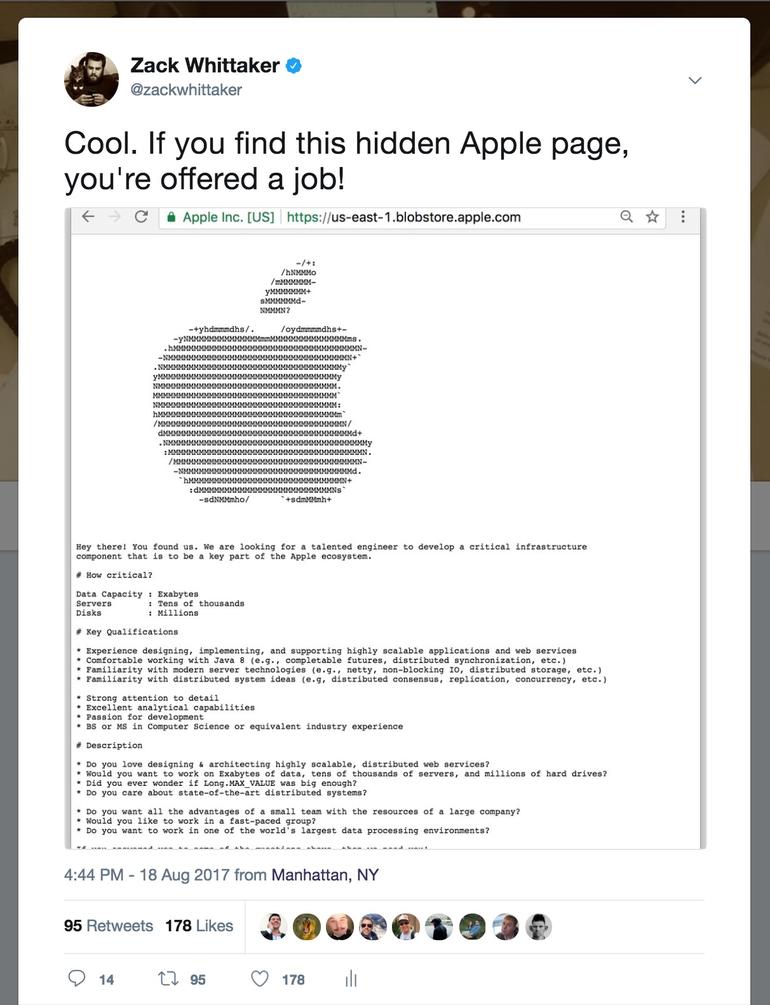 Zack Whittaker
@zackwhittaker
Cool. If you find this hidden Apple page,
you're offered a job!
Apple Inc. [US] | https://us-east-1.blobstore.apple.com
Hey there! You found us. We are looking for a talented engineer to develop a critical infrastructure
component that is to be a key part of the Apple ecosystem.
# How critical?
Data Capacity : Exabytes
Servers : Tens of thousands
Disks : Millions
# Key Qualifications
* Experience designing, implementing, and supporting highly scalable applications and web services
* Comfortable working with Java 8 (e.g., completable futures, distributed synchronization, etc.)
* Familiarity with modern server technologies (e.g., netty, non-blocking IO, distributed storage, etc.)
* Familiarity with distributed system ideas (e.g, distributed consensus, replication, concurrency, etc.)
* Strong attention to detail
* Excellent analytical capabilities
* Passion for development
* BS or MS in Computer Science or equivalent industry experience
# Description
* Do you love designing & architecting highly scalable, distributed web services?
* Would you want to work on Exabytes of data, tens of thousands of servers, and millions of hard drives?
* Did you ever wonder if Long.MAX_VALUE was big enough?
* Do you care about state-of-the-art distributed systems?
* Do you want all the advantages of a small team with the resources of a large company?
* Would you like to work in a fast-paced group?
* Do you want to work in one of the world's largest data processing environments?
4:44 PM - 18 Aug 2017 from Manhattan, NY
95 Retweets 178 Likes
14 95 178